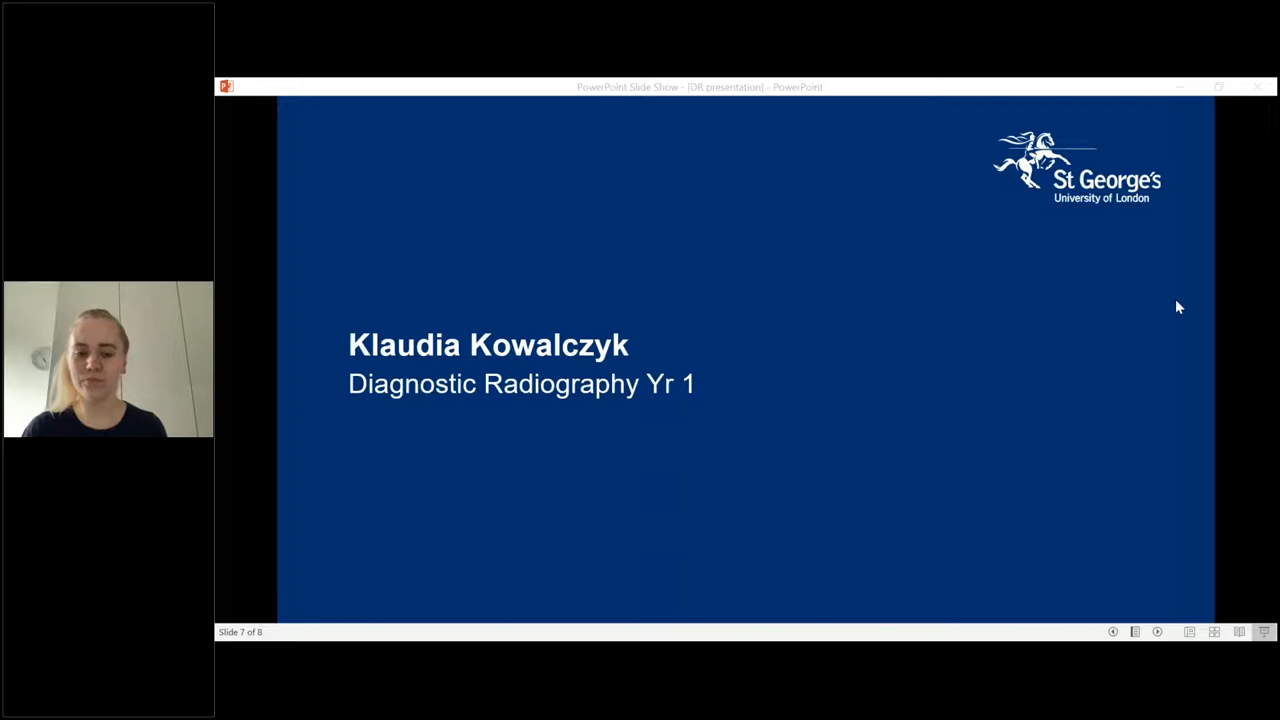 PowerPoint Slide Show - [DR presentation] - PowerPoint
St George's
University of London
Klaudia Kowalczyk
Diagnostic Radiography Yr 1
Slide 7 of 8